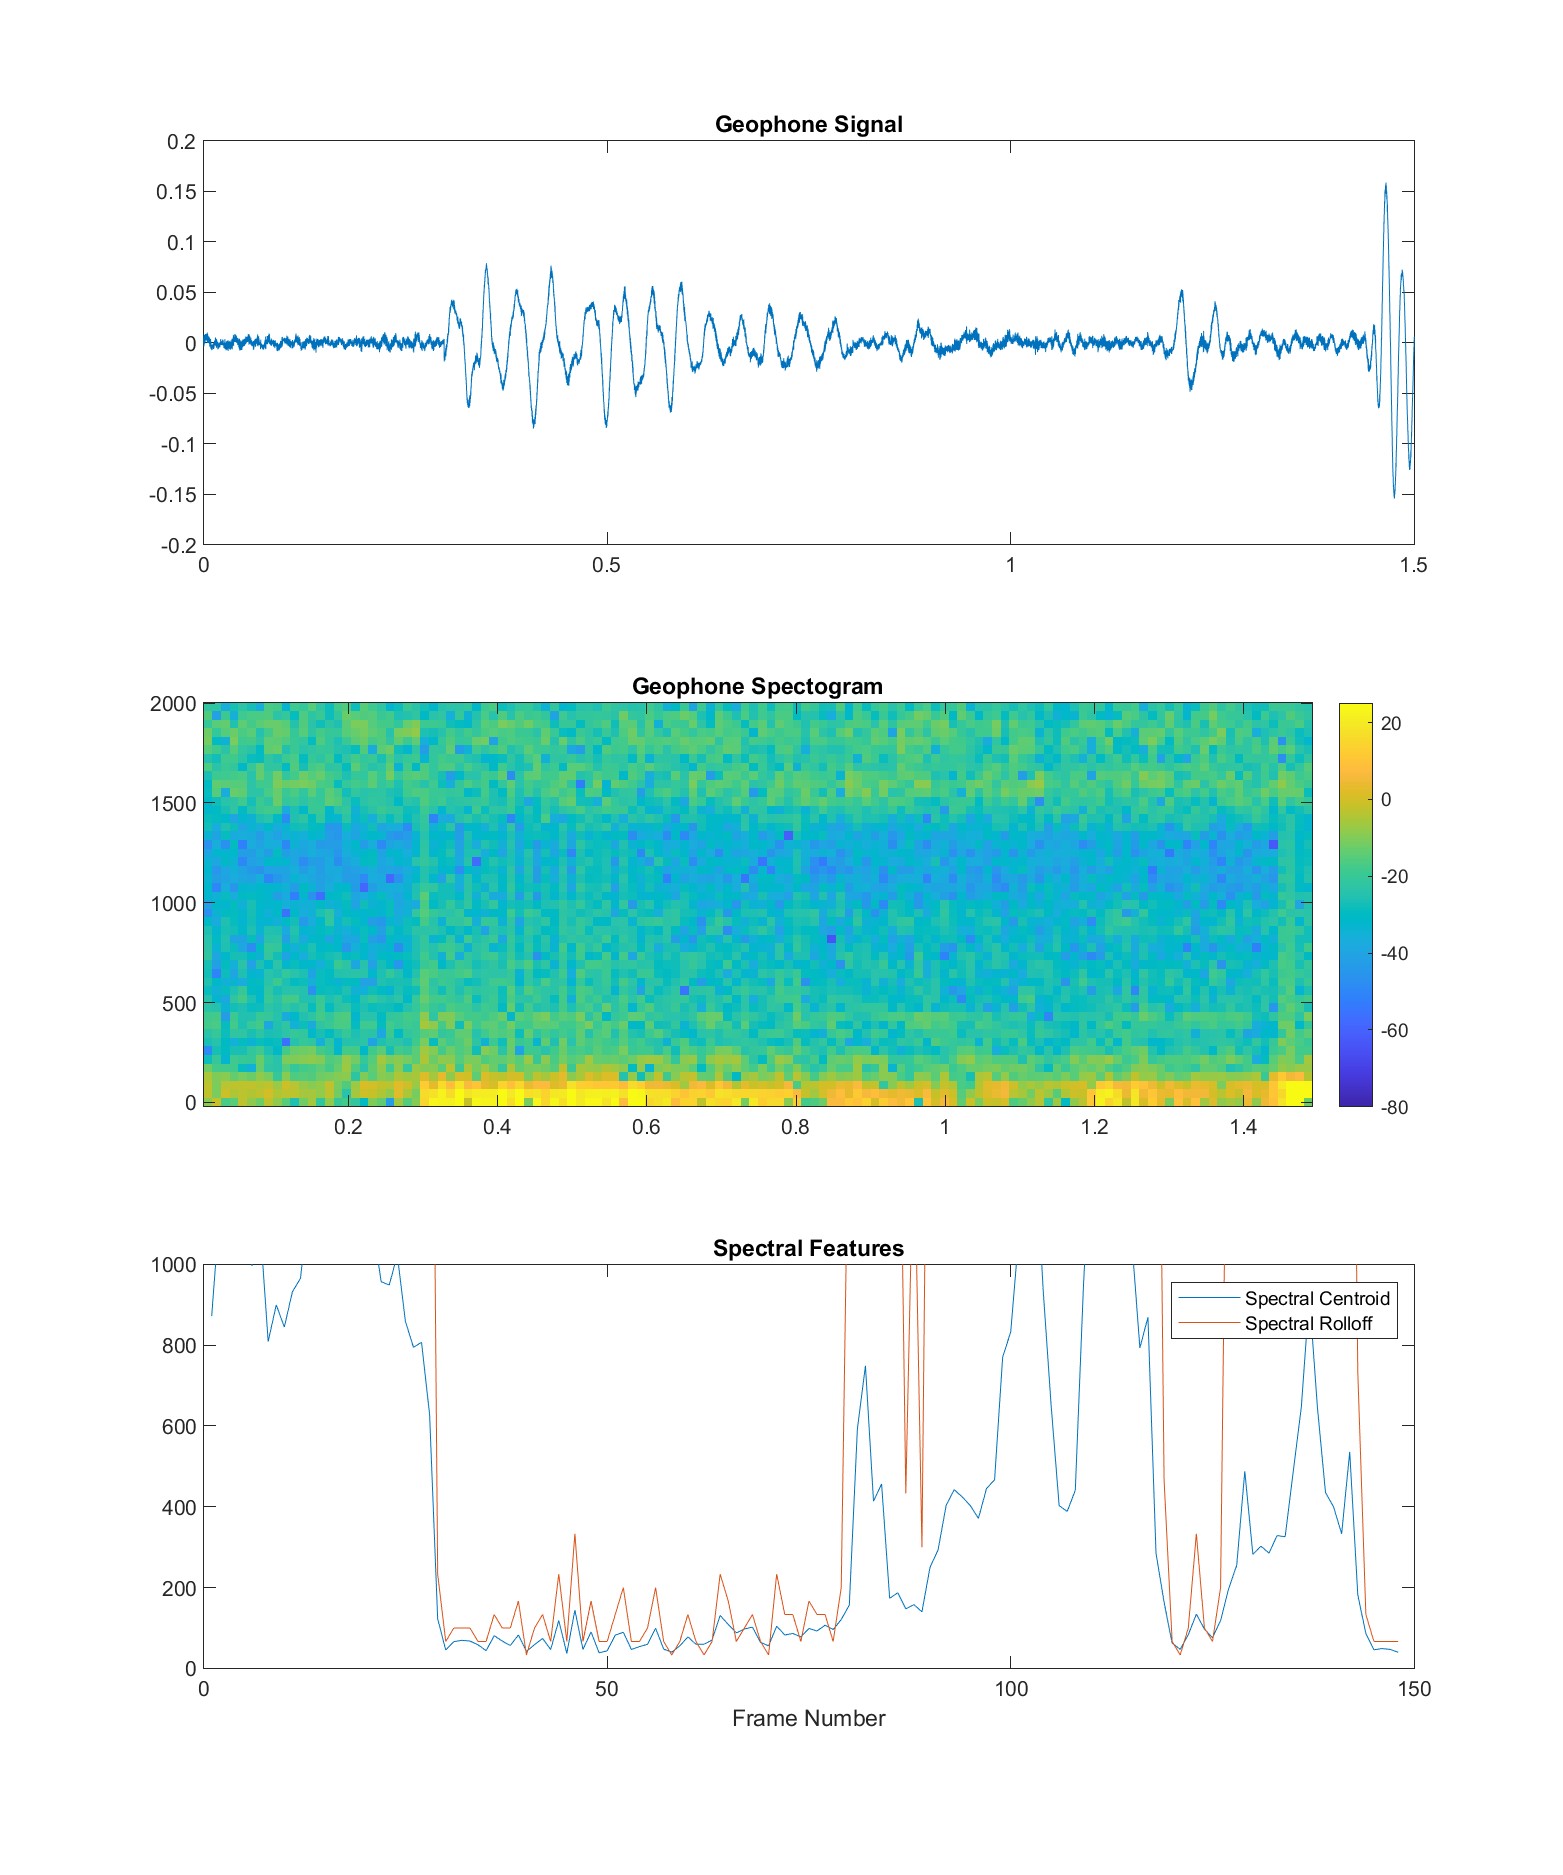 Geophone Signal
0.2
0.15
0.1
0.05
0
-0.05
-0.1
-0.15
-0.2
0 0.5 1 1.5
Geophone Spectogram
2000
1500
1000
500
0
0.2 0.4 0.6 0.8 1 1.2 1.4
20
0
-20
-40
-60
-80
Spectral Features
1000
800
600
400
200
0
Spectral Centroid
Spectral Rolloff
0 50 100 150
Frame Number